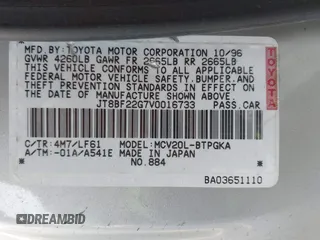 MFD. BY: TOYOTA MOTOR CORPORATION 10/96
GVWR 4260LB GAWR FR 2665LB RR 2665LB
THIS VEHICLE CONFORMS TO ALL APPLICABLE FEDERAL
MOTOR VEHICLE SAFETY, BUMPER, AND
THEFT PREVENTION STANDARDS IN EFFECT ON
THE DATE OF MANUFACTURE SHOWN ABOVE.
JT8BF22G7V0016733 PASS. CAR
C/TR: 4M7/LF61 MODEL: MCV20L-BTPGKA
A/TM: -01A/A541E MADE IN JAPAN
NO.884
BA03651110
TOYOTA
TOYOTA
DREAMBID